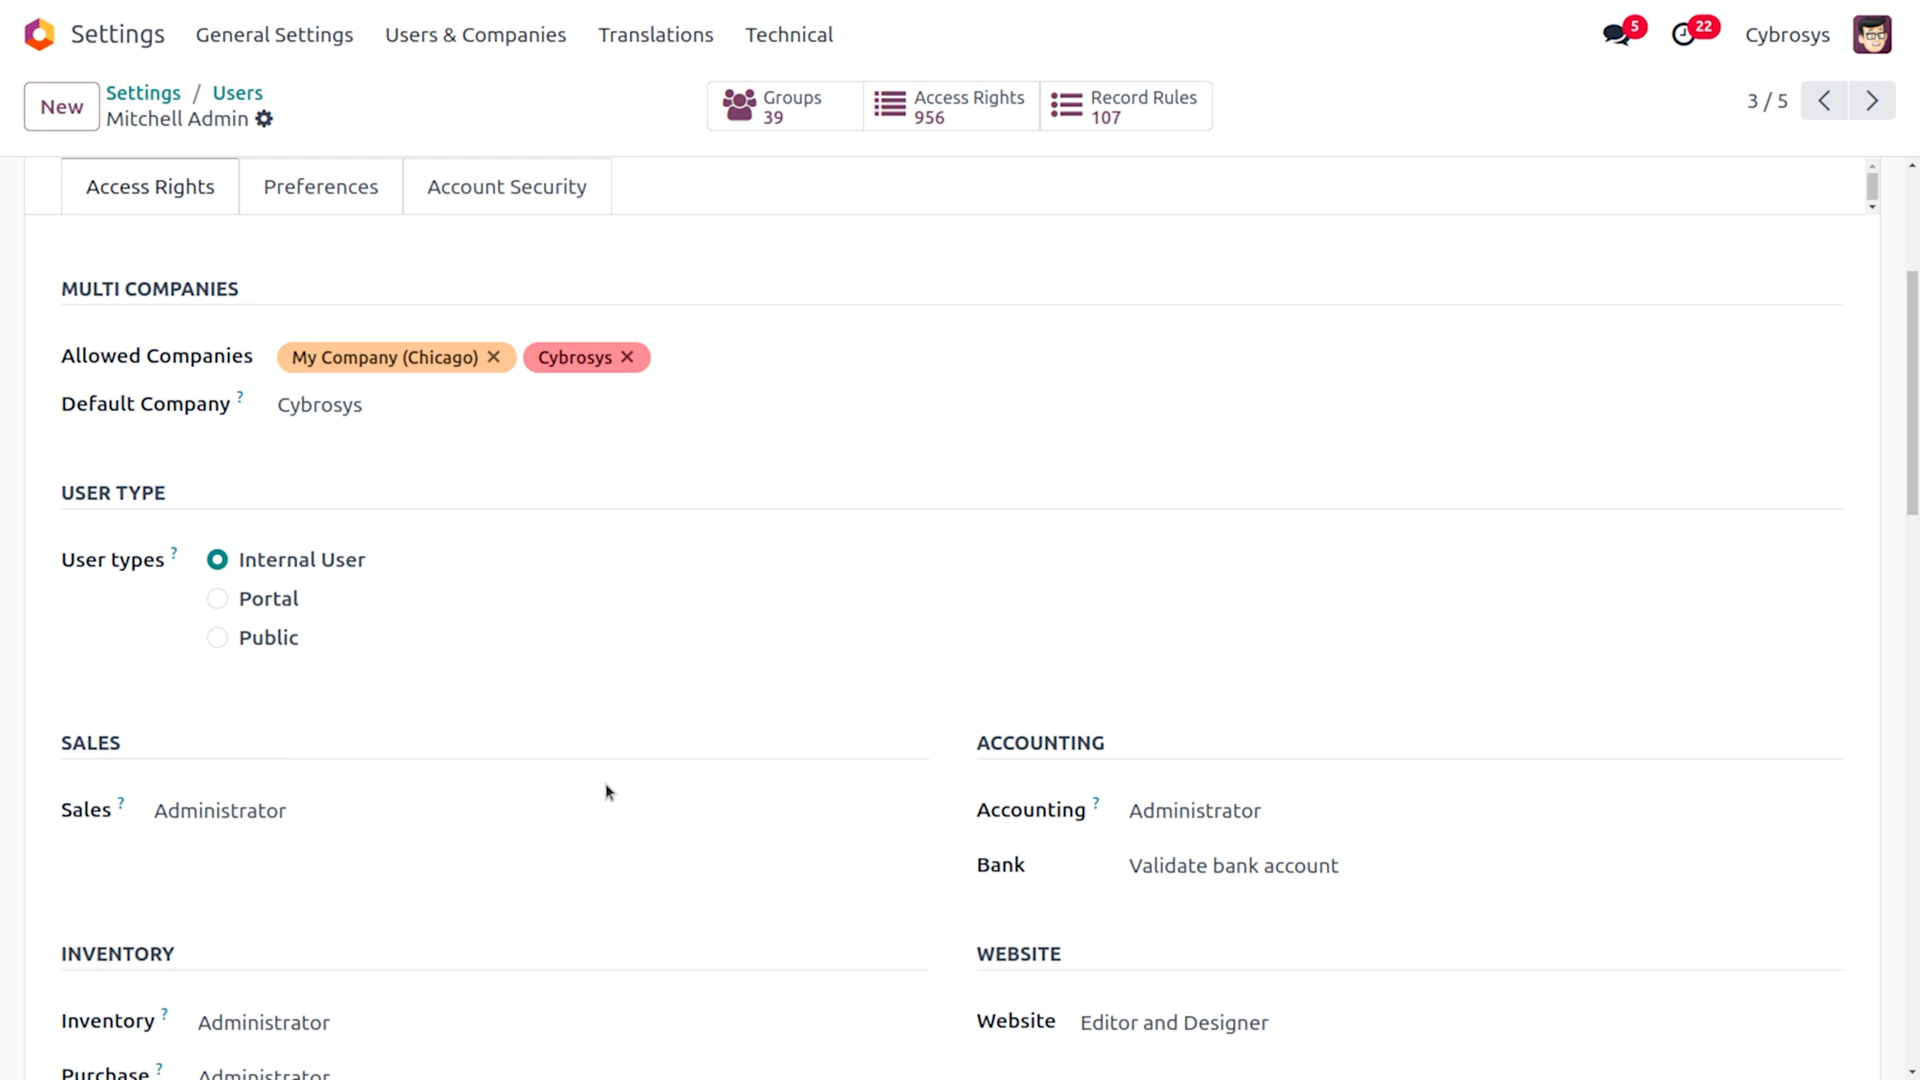 Settings General Settings Users & Companies Translations Technical 5 22 Cybrosys
New Settings / Users
Mitchell Admin
Groups 39 Access Rights 956 Record Rules 107 3 / 5
Access Rights Preferences Account Security
MULTI COMPANIES
Allowed Companies My Company (Chicago) ✕ Cybrosys ✕
Default Company ? Cybrosys
USER TYPE
User types ? Internal User
Portal
Public
SALES ACCOUNTING
Sales ? Administrator Accounting ? Administrator
Bank Validate bank account
INVENTORY WEBSITE
Inventory ? Administrator Website Editor and Designer
Purchase ? Administrator